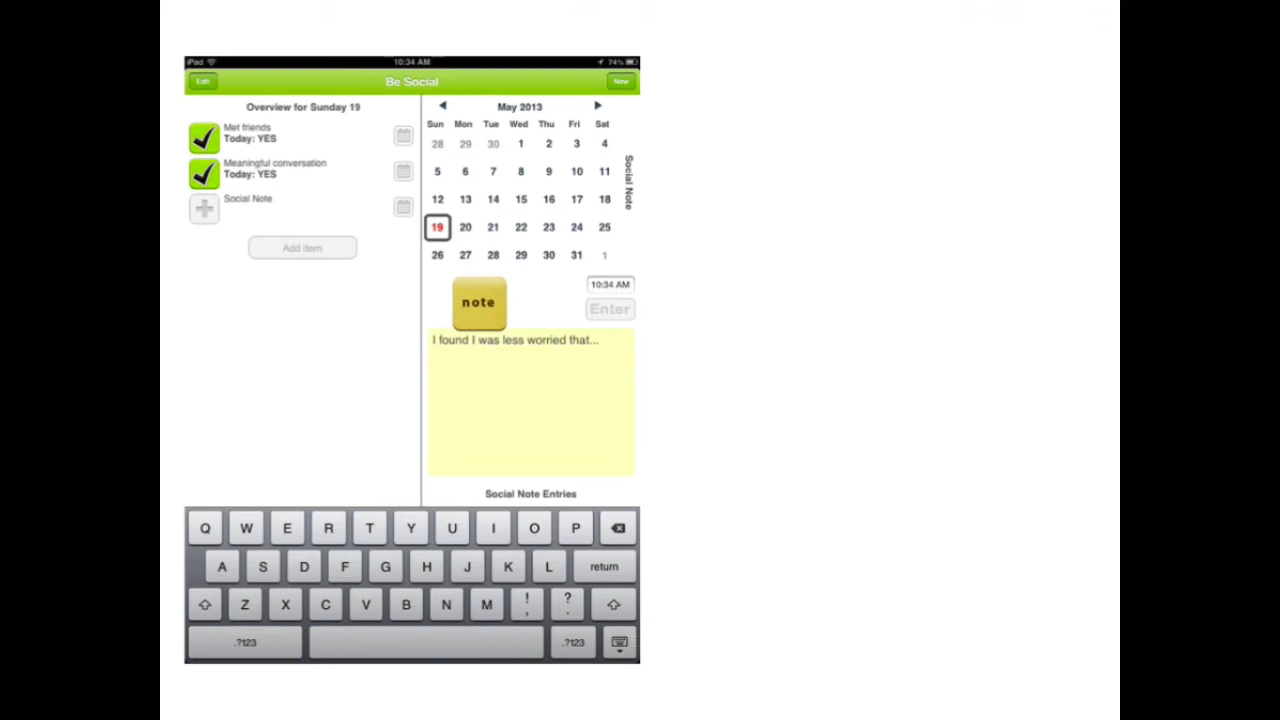 iPad 10:34 AM 74%
Edit Be Social Now
Overview for Sunday 19
Met friends
Today: YES
Meaningful conversation
Today: YES
Social Note
Add item
May 2013
Sun Mon Tue Wed Thu Fri Sat
28 29 30 1 2 3 4
5 6 7 8 9 10 11
12 13 14 15 16 17 18
19 20 21 22 23 24 25
26 27 28 29 30 31 1
Social Note
note
10:34 AM
Enter
I found I was less worried that...
Social Note Entries
Q W E R T Y U I O P
A S D F G H J K L return
Z X C V B N M ! , ? .
.?123 .?123